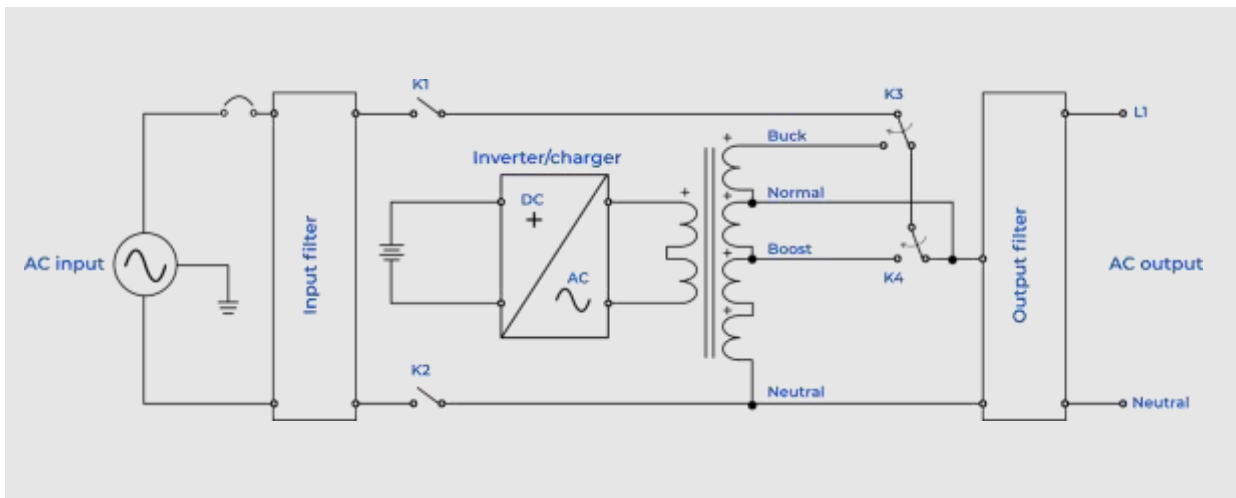 K1
K3
Buck
Inverter/charger
DC
+
Normal
AC input
Input filter
Boost
AC
K4
Output filter
AC output
L1
K2
Neutral
Neutral